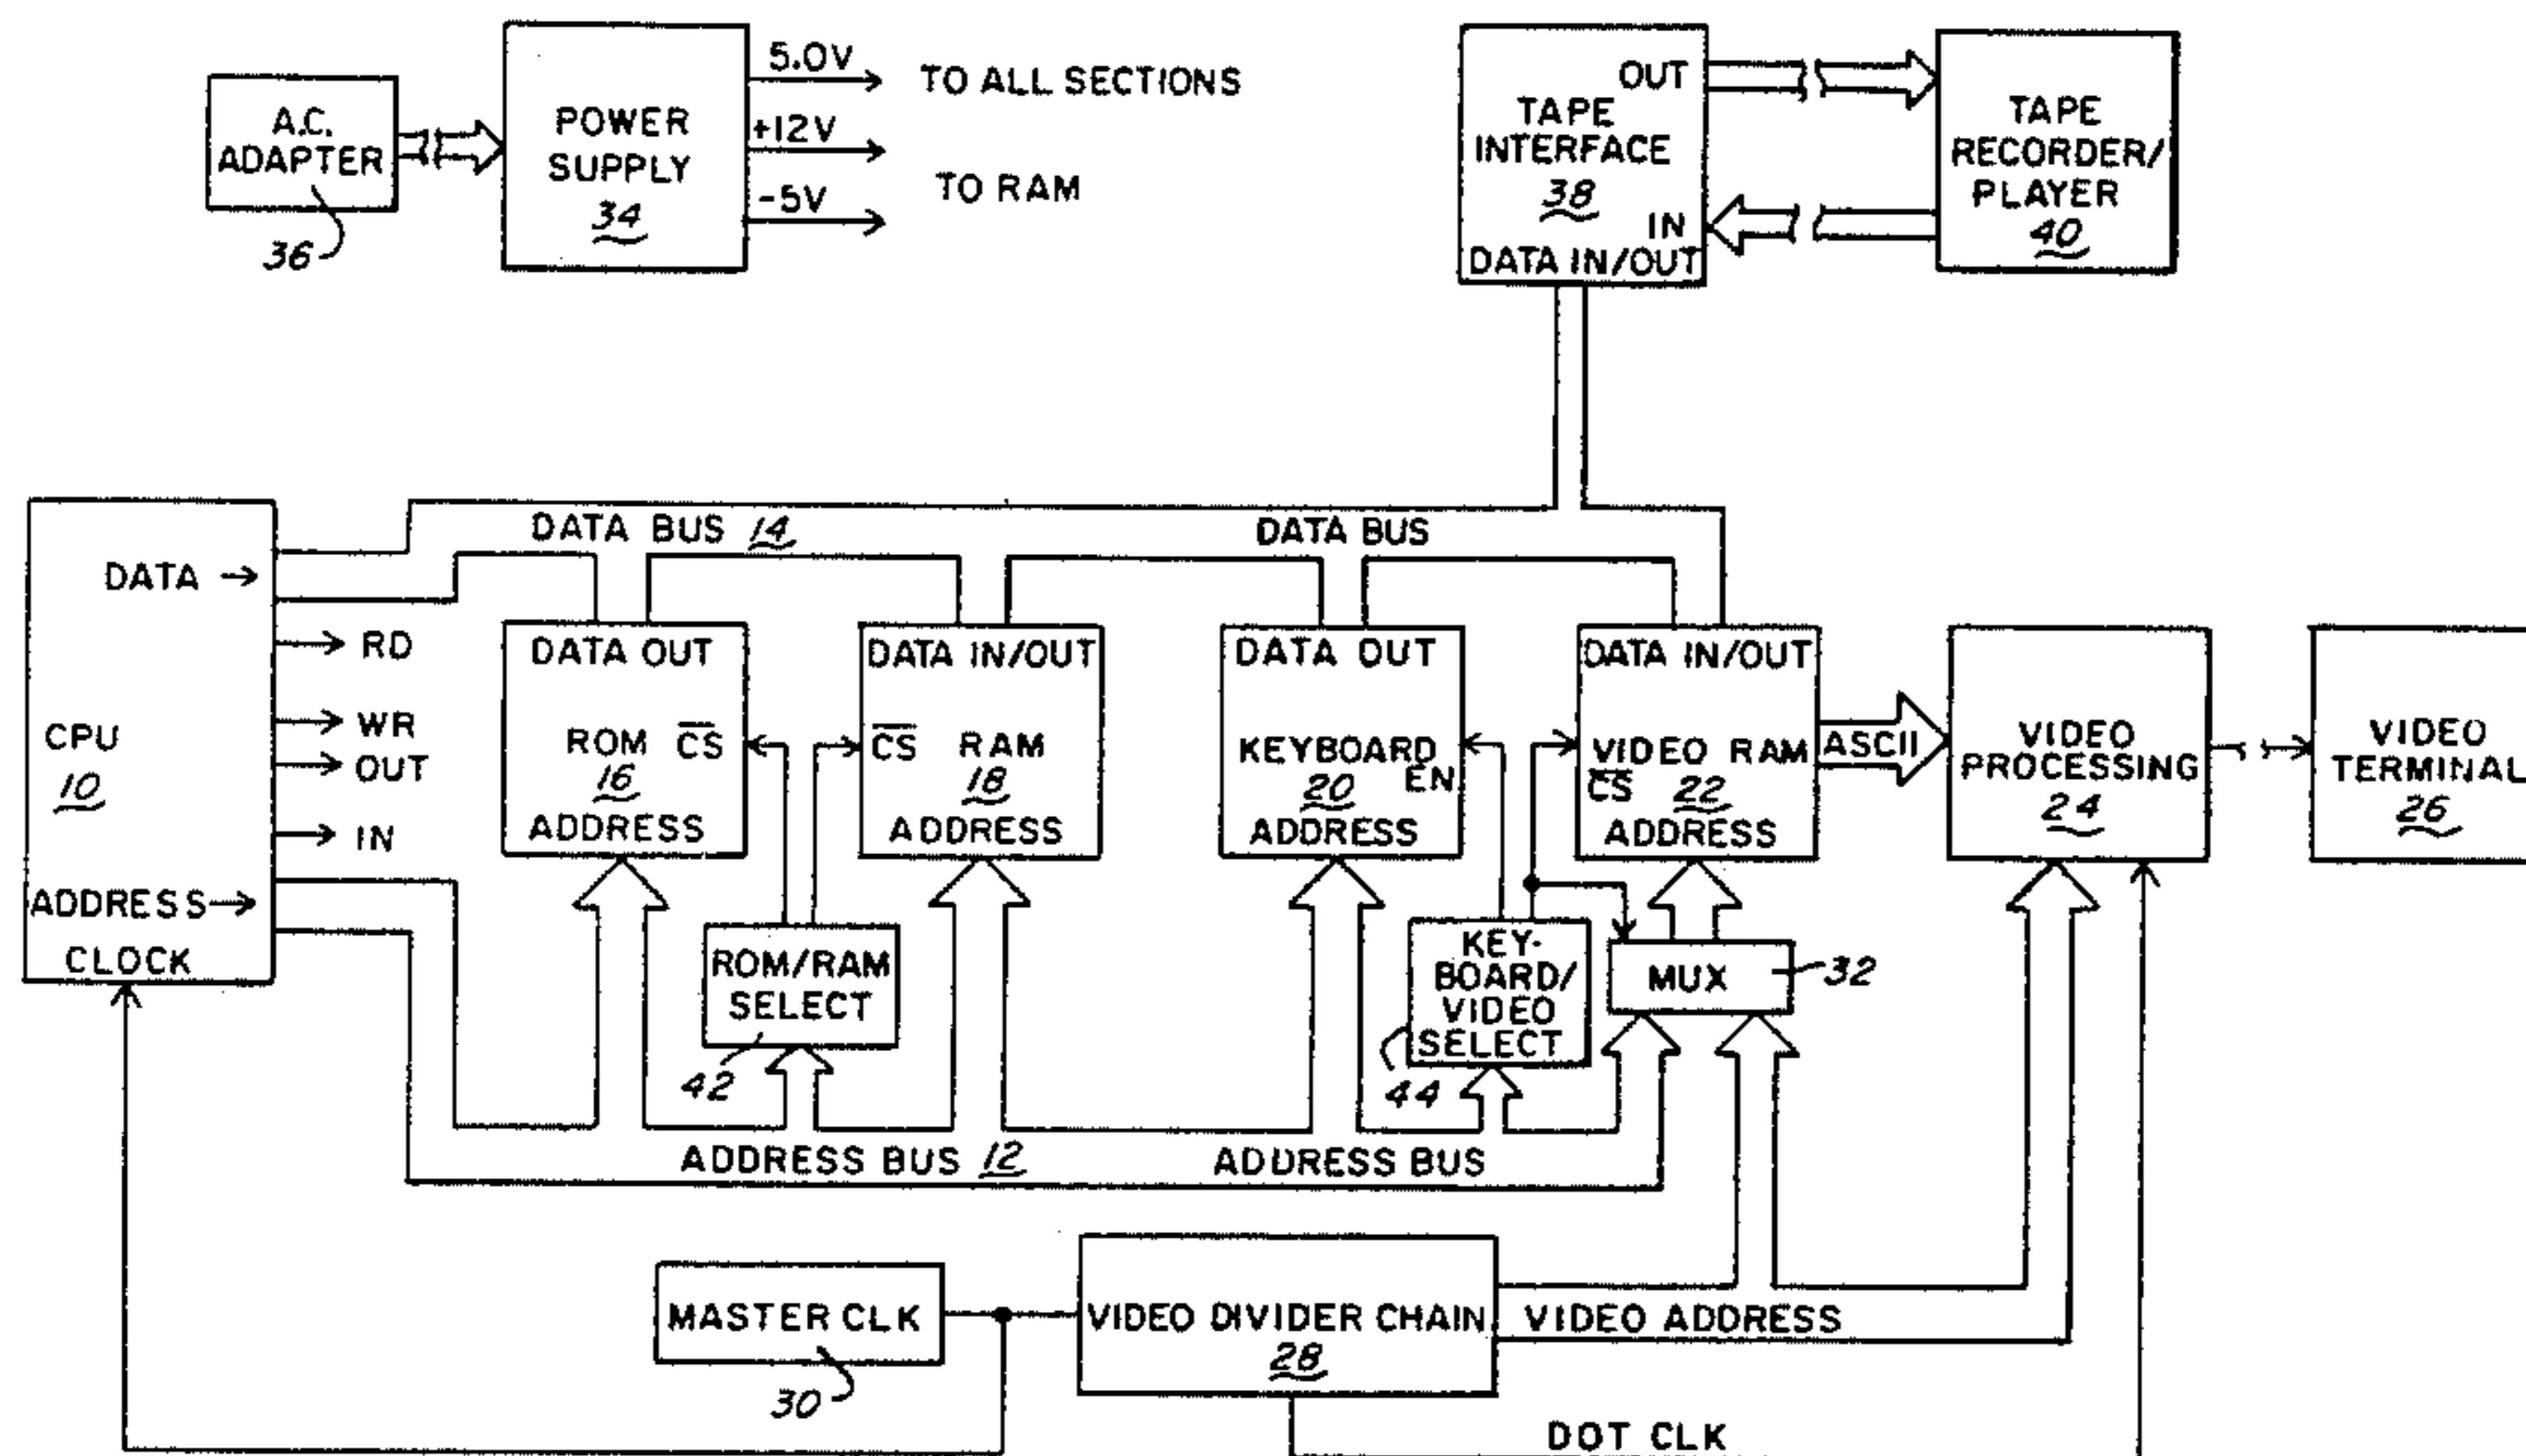 A.C.
ADAPTER
36
POWER
SUPPLY
34
5.0V
TO ALL SECTIONS
+12V
TO RAM
-5V
OUT
TAPE
INTERFACE
38
IN
DATA IN/OUT
TAPE
RECORDER/
PLAYER
40
DATA BUS 14
DATA BUS
DATA →
RD
WR
CPU
10
OUT
IN
ADDRESS→
CLOCK
DATA OUT
ROM C̅S̅
16
ADDRESS
DATA IN/OUT
C̅S̅ RAM
18
ADDRESS
DATA OUT
KEYBOARD
EN
20
ADDRESS
DATA IN/OUT
VIDEO RAM
C̅S̅ 22
ADDRESS
ASCII
VIDEO
PROCESSING
24
VIDEO
TERMINAL
26
ROM/RAM
SELECT
42
KEY-
BOARD/
VIDEO
SELECT
44
MUX
32
ADDRESS BUS 12
ADDRESS BUS
MASTER CLK
30
VIDEO DIVIDER CHAIN
28
VIDEO ADDRESS
DOT CLK